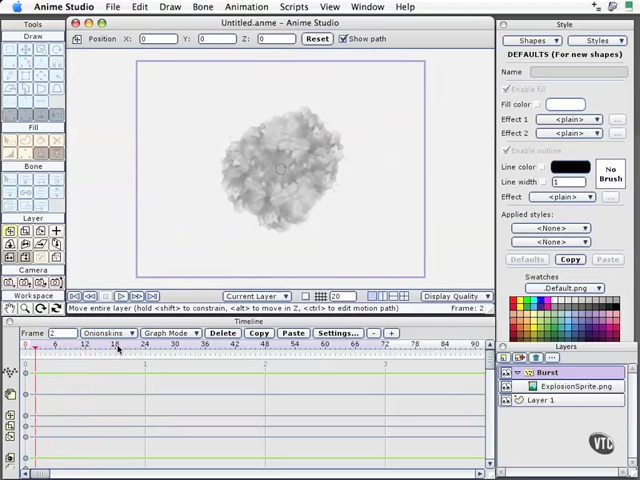 Anime Studio File Edit Draw Bone Animation Scripts View Window Help
Untitled.anme - Anime Studio
Tools
Draw
Fill
Bone
Layer
Camera
Workspace
Position X: 0 Y: 0 Z: 0 Reset Show path
Current Layer 20 Display Quality
Move entire layer (hold <shift> to constrain, <alt> to move in Z, <ctrl> to edit motion path) Frame: 2
Timeline
Frame 2 Onionskins Graph Mode Delete Copy Paste Settings... - +
0 6 12 18 24 30 36 42 48 54 60 66 72 78 84 90
0 1 2 3
Style
Shapes Styles
DEFAULTS (For new shapes)
Name
Enable fill
Fill color
Effect 1 <plain> ...
Effect 2 <plain> ...
Enable outline
Line color
Line width 1
No Brush
Effect <plain> ...
Applied styles:
<None>
<None>
Defaults Copy Paste
Swatches
.Default.png
Layers
Burst
ExplosionSprite.png
Layer 1
VTC